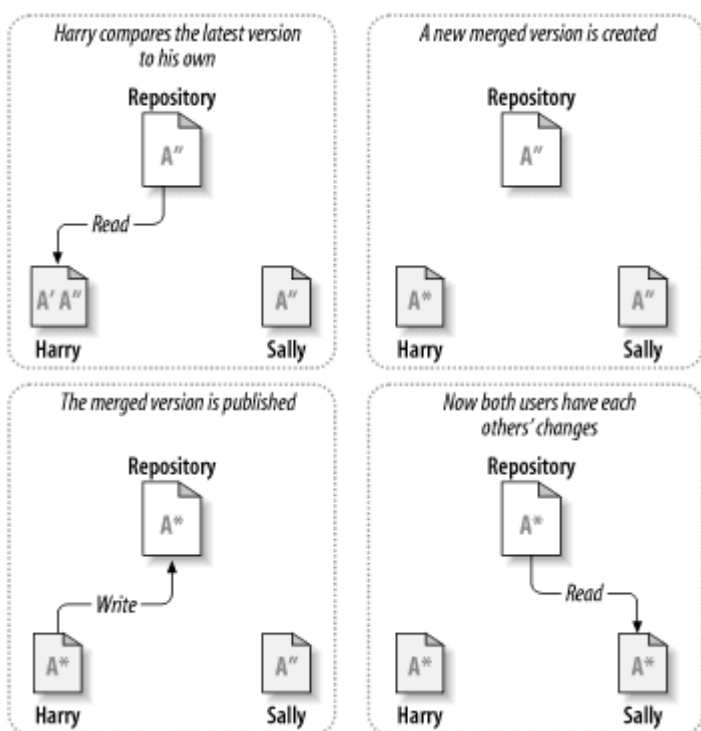 Harry compares the latest version
to his own
Repository
A″
Read
A′ A″
A″
Harry
Sally
A new merged version is created
Repository
A″
A*
A″
Harry
Sally
The merged version is published
Repository
A*
Write
A*
A″
Harry
Sally
Now both users have each
others’ changes
Repository
A*
Read
A*
A*
Harry
Sally